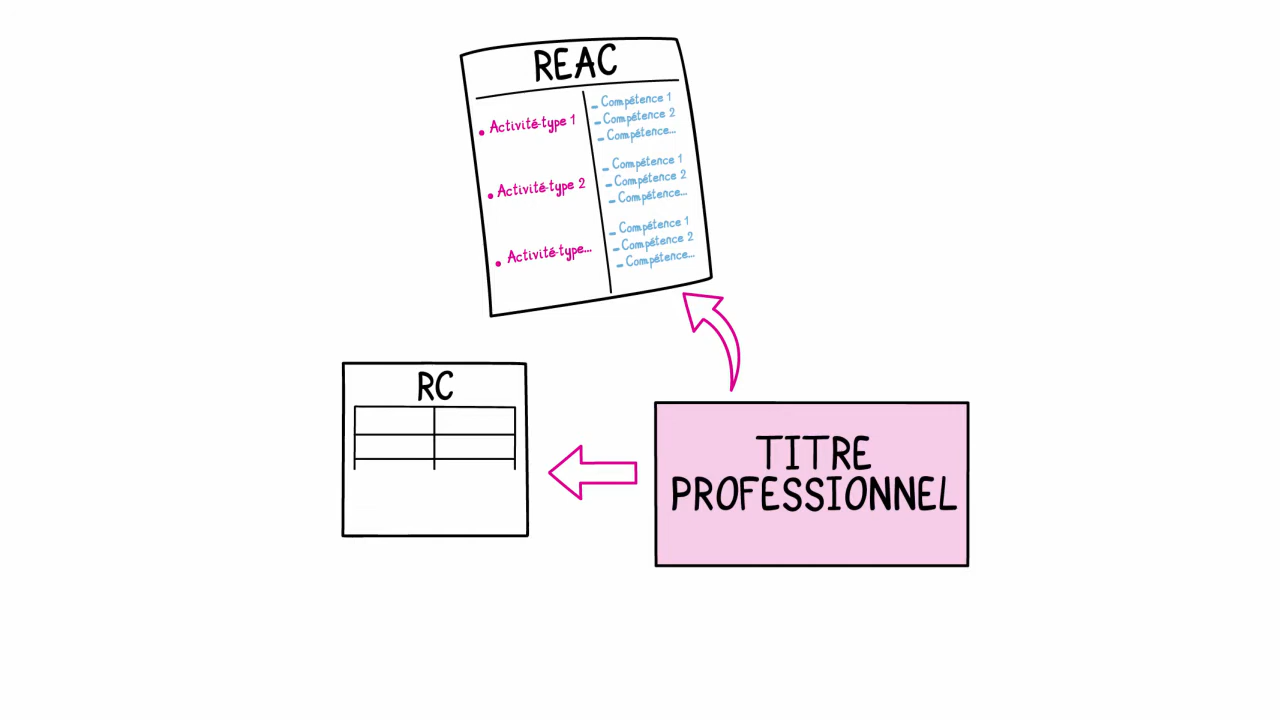 REAC
• Activité-type 1
- Compétence 1
- Compétence 2
- Compétence...
• Activité-type 2
- Compétence 1
- Compétence 2
- Compétence...
• Activité-type...
- Compétence 1
- Compétence 2
- Compétence...
RC
TITRE
PROFESSIONNEL